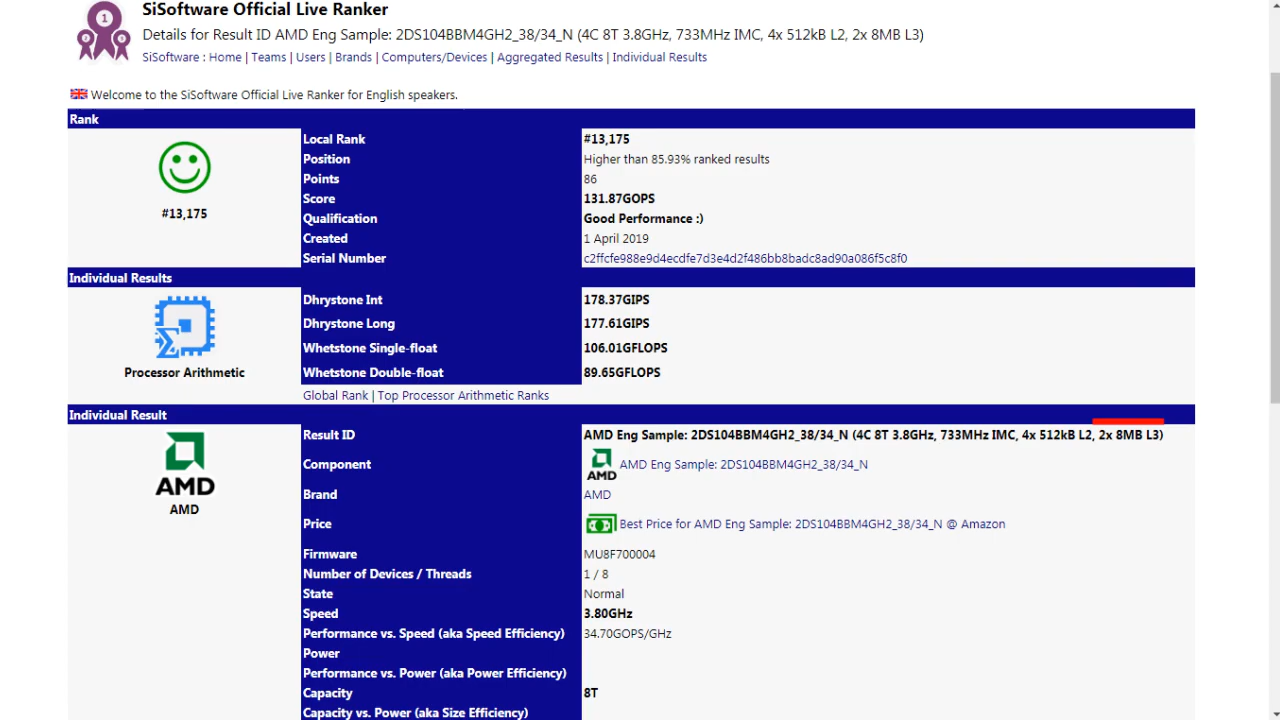 SiSoftware Official Live Ranker
Details for Result ID AMD Eng Sample: 2DS104BBM4GH2_38/34_N (4C 8T 3.8GHz, 733MHz IMC, 4x 512kB L2, 2x 8MB L3)
SiSoftware : Home | Teams | Users | Brands | Computers/Devices | Aggregated Results | Individual Results
Welcome to the SiSoftware Official Live Ranker for English speakers.
Rank
#13,175
Local Rank #13,175
Position Higher than 85.93% ranked results
Points 86
Score 131.87GOPS
Qualification Good Performance :)
Created 1 April 2019
Serial Number c2ffcfe988e9d4ecdfe7d3e4d2f486bb8badc8ad90a086f5c8f0
Individual Results
Processor Arithmetic
Dhrystone Int 178.37GIPS
Dhrystone Long 177.61GIPS
Whetstone Single-float 106.01GFLOPS
Whetstone Double-float 89.65GFLOPS
Global Rank | Top Processor Arithmetic Ranks
Individual Result
AMD
AMD
Result ID AMD Eng Sample: 2DS104BBM4GH2_38/34_N (4C 8T 3.8GHz, 733MHz IMC, 4x 512kB L2, 2x 8MB L3)
Component AMD AMD Eng Sample: 2DS104BBM4GH2_38/34_N
Brand AMD
Price Best Price for AMD Eng Sample: 2DS104BBM4GH2_38/34_N @ Amazon
Firmware MU8F700004
Number of Devices / Threads 1 / 8
State Normal
Speed 3.80GHz
Performance vs. Speed (aka Speed Efficiency) 34.70GOPS/GHz
Power
Performance vs. Power (aka Power Efficiency)
Capacity 8T
Capacity vs. Power (aka Size Efficiency)